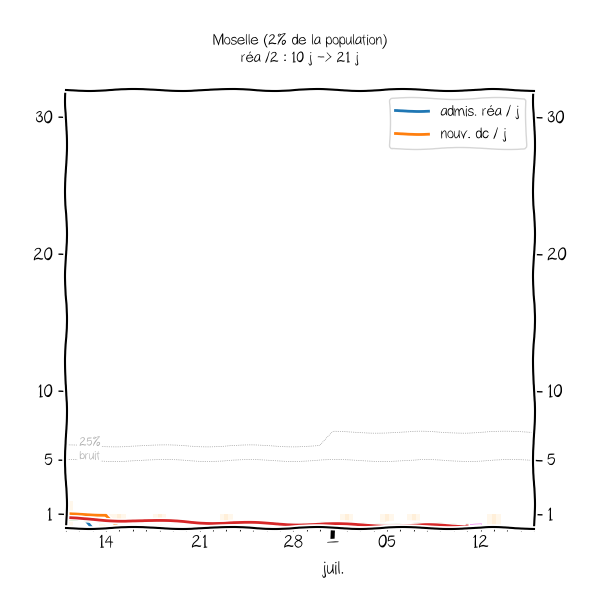 Moselle (2% de la population)
réa /2 : 10 j -> 21 j
admis. réa / j
nouv. dc / j
30
30
20
20
10
10
25%
bruit
5
5
1
1
14
21
28
1
05
12
juil.